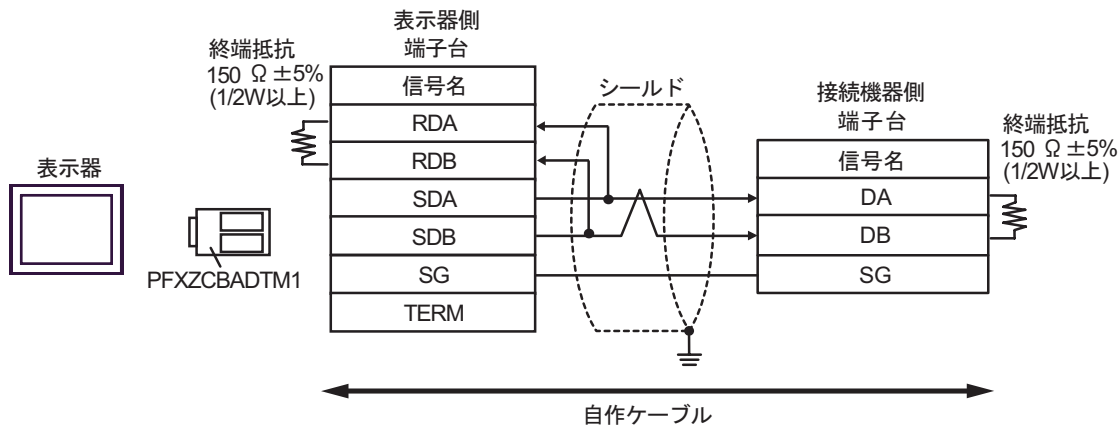 表示器側
端子台
終端抵抗
150 Ω ±5%
(1/2W以上)
信号名
RDA
RDB
SDA
SDB
SG
TERM
シールド
接続機器側
端子台
信号名
DA
DB
SG
終端抵抗
150 Ω ±5%
(1/2W以上)
表示器
PFXZCBADTM1
自作ケーブル